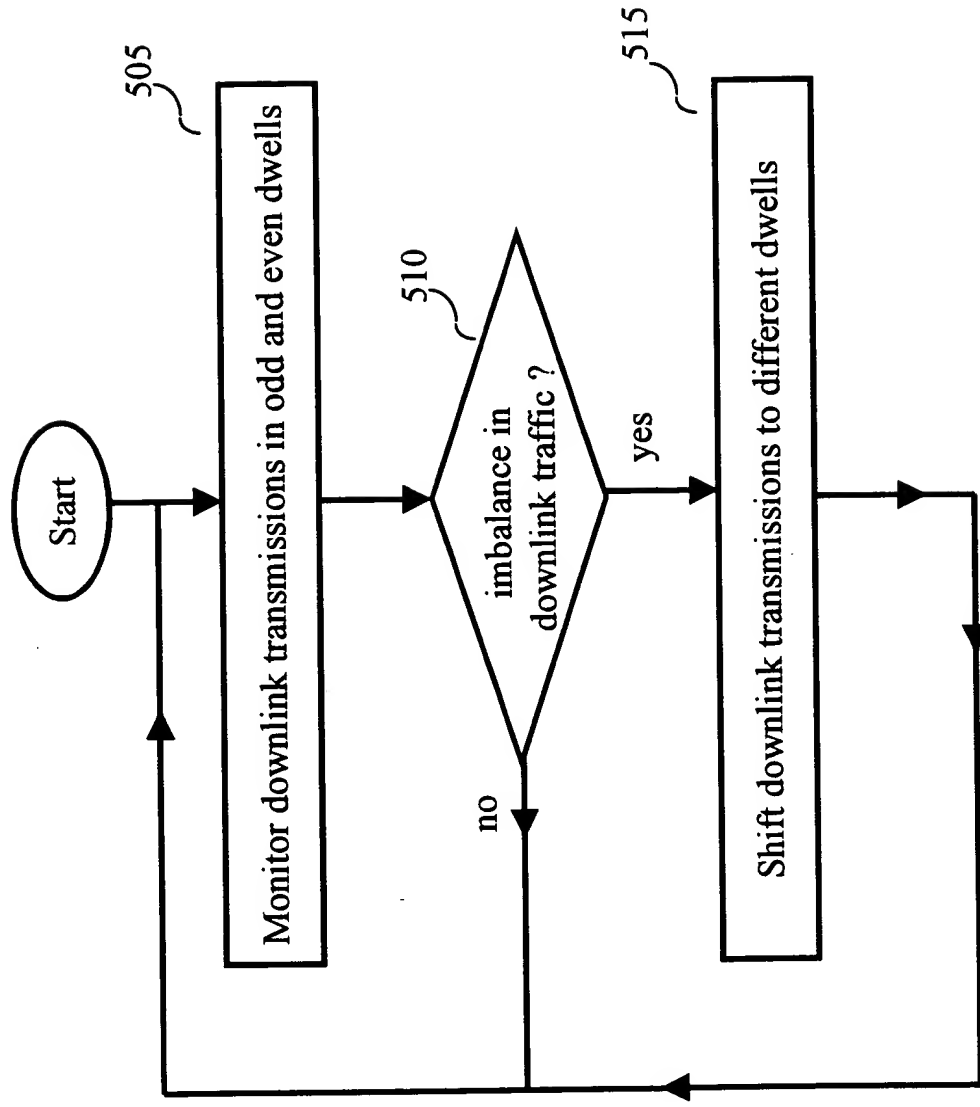 Start
505
Monitor downlink transmissions in odd and even dwells
510
imbalance in
downlink traffic ?
no
yes
515
Shift downlink transmissions to different dwells